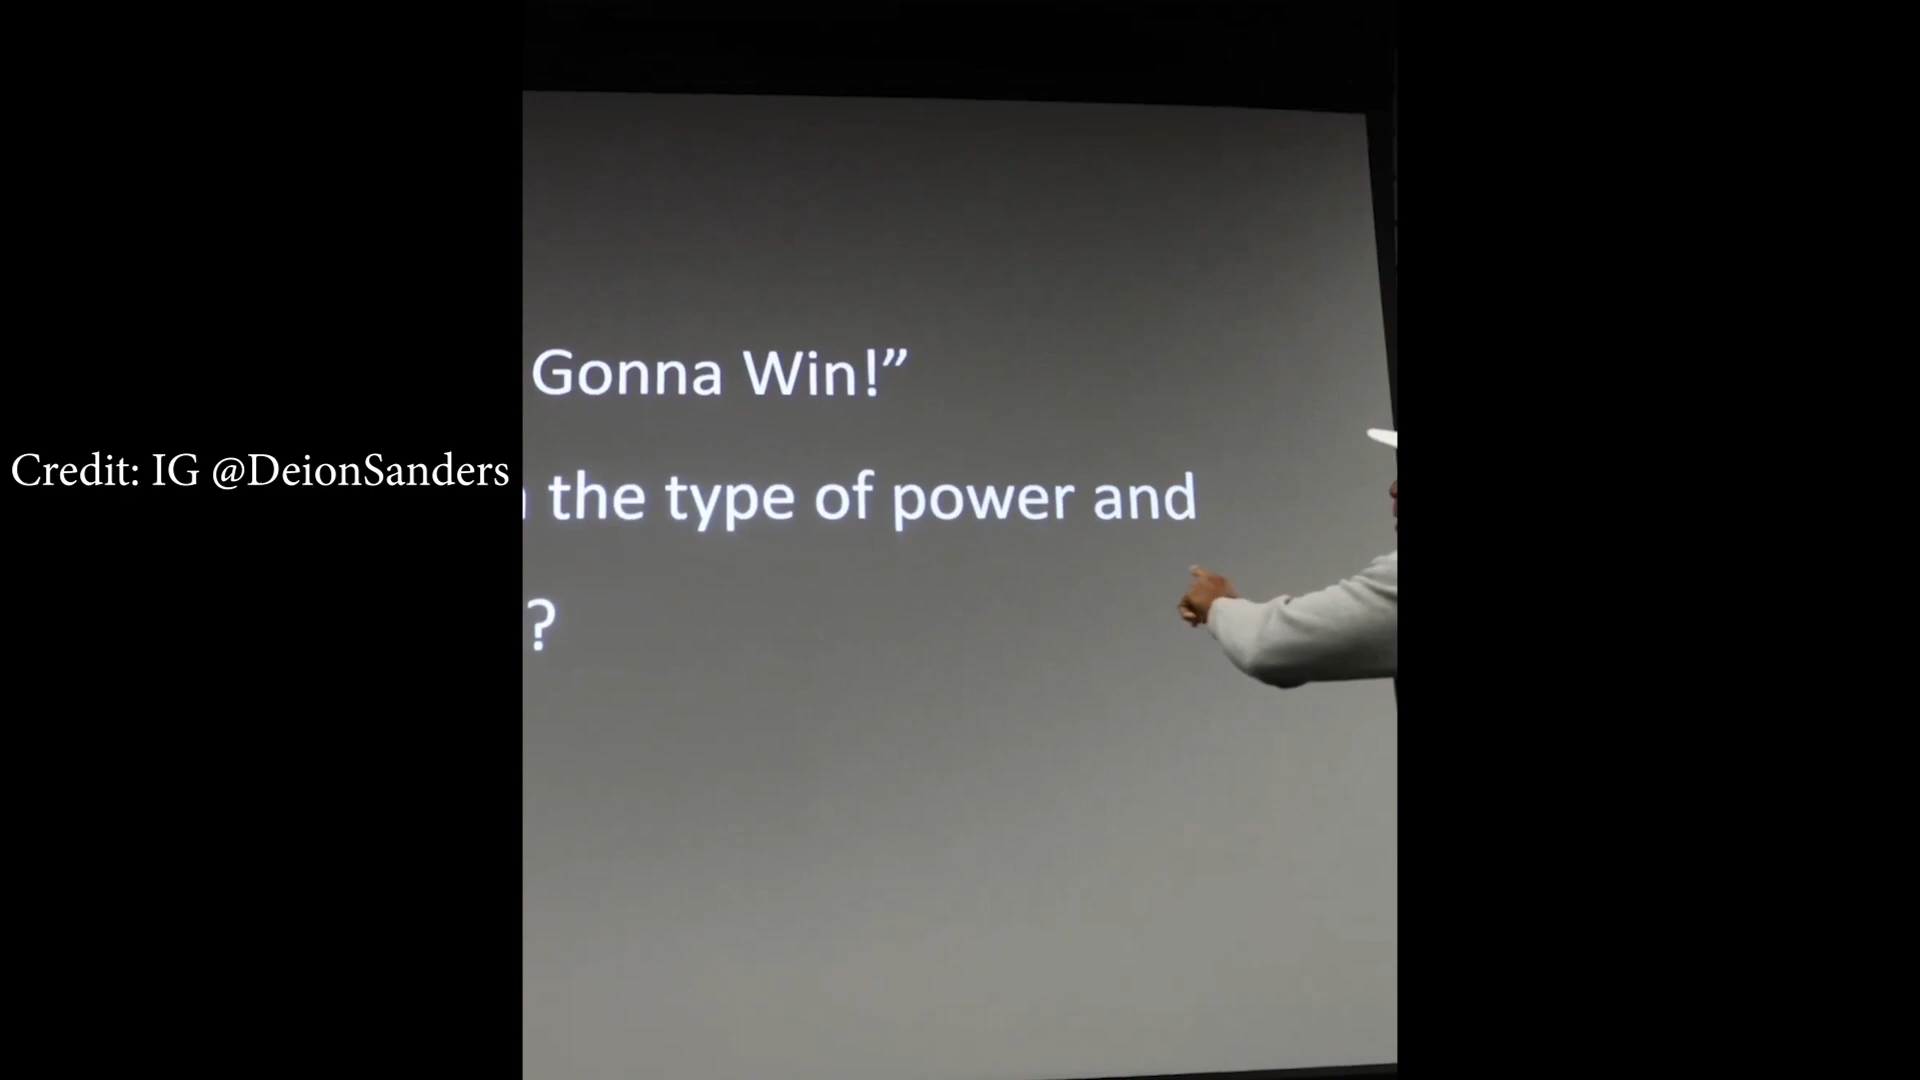 Gonna Win!”
Credit: IG @DeionSanders
the type of power and
?